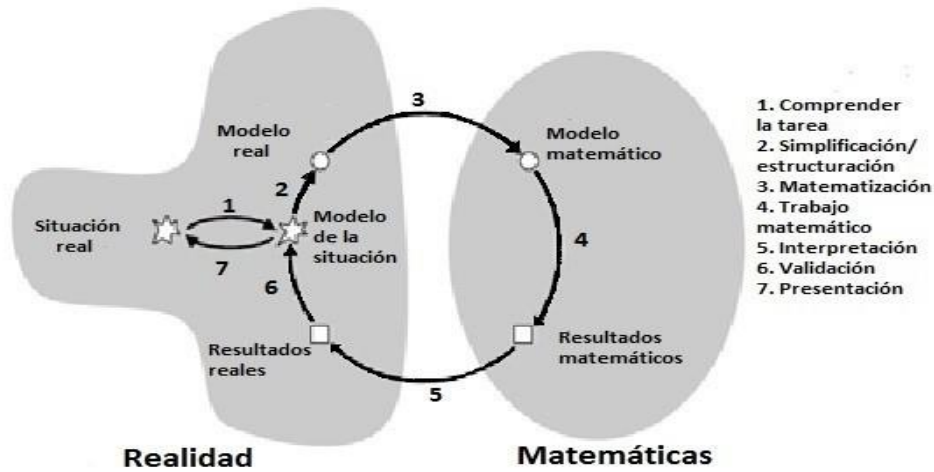 3
Modelo
real
Modelo
matemático
1. Comprender
la tarea
2. Simplificación/
estructuración
3. Matematización
4. Trabajo
matemático
5. Interpretación
6. Validación
7. Presentación
2
1
Situación
real
Modelo
de la
situación
7
6
4
Resultados
reales
Resultados
matemáticos
5
Realidad
Matemáticas